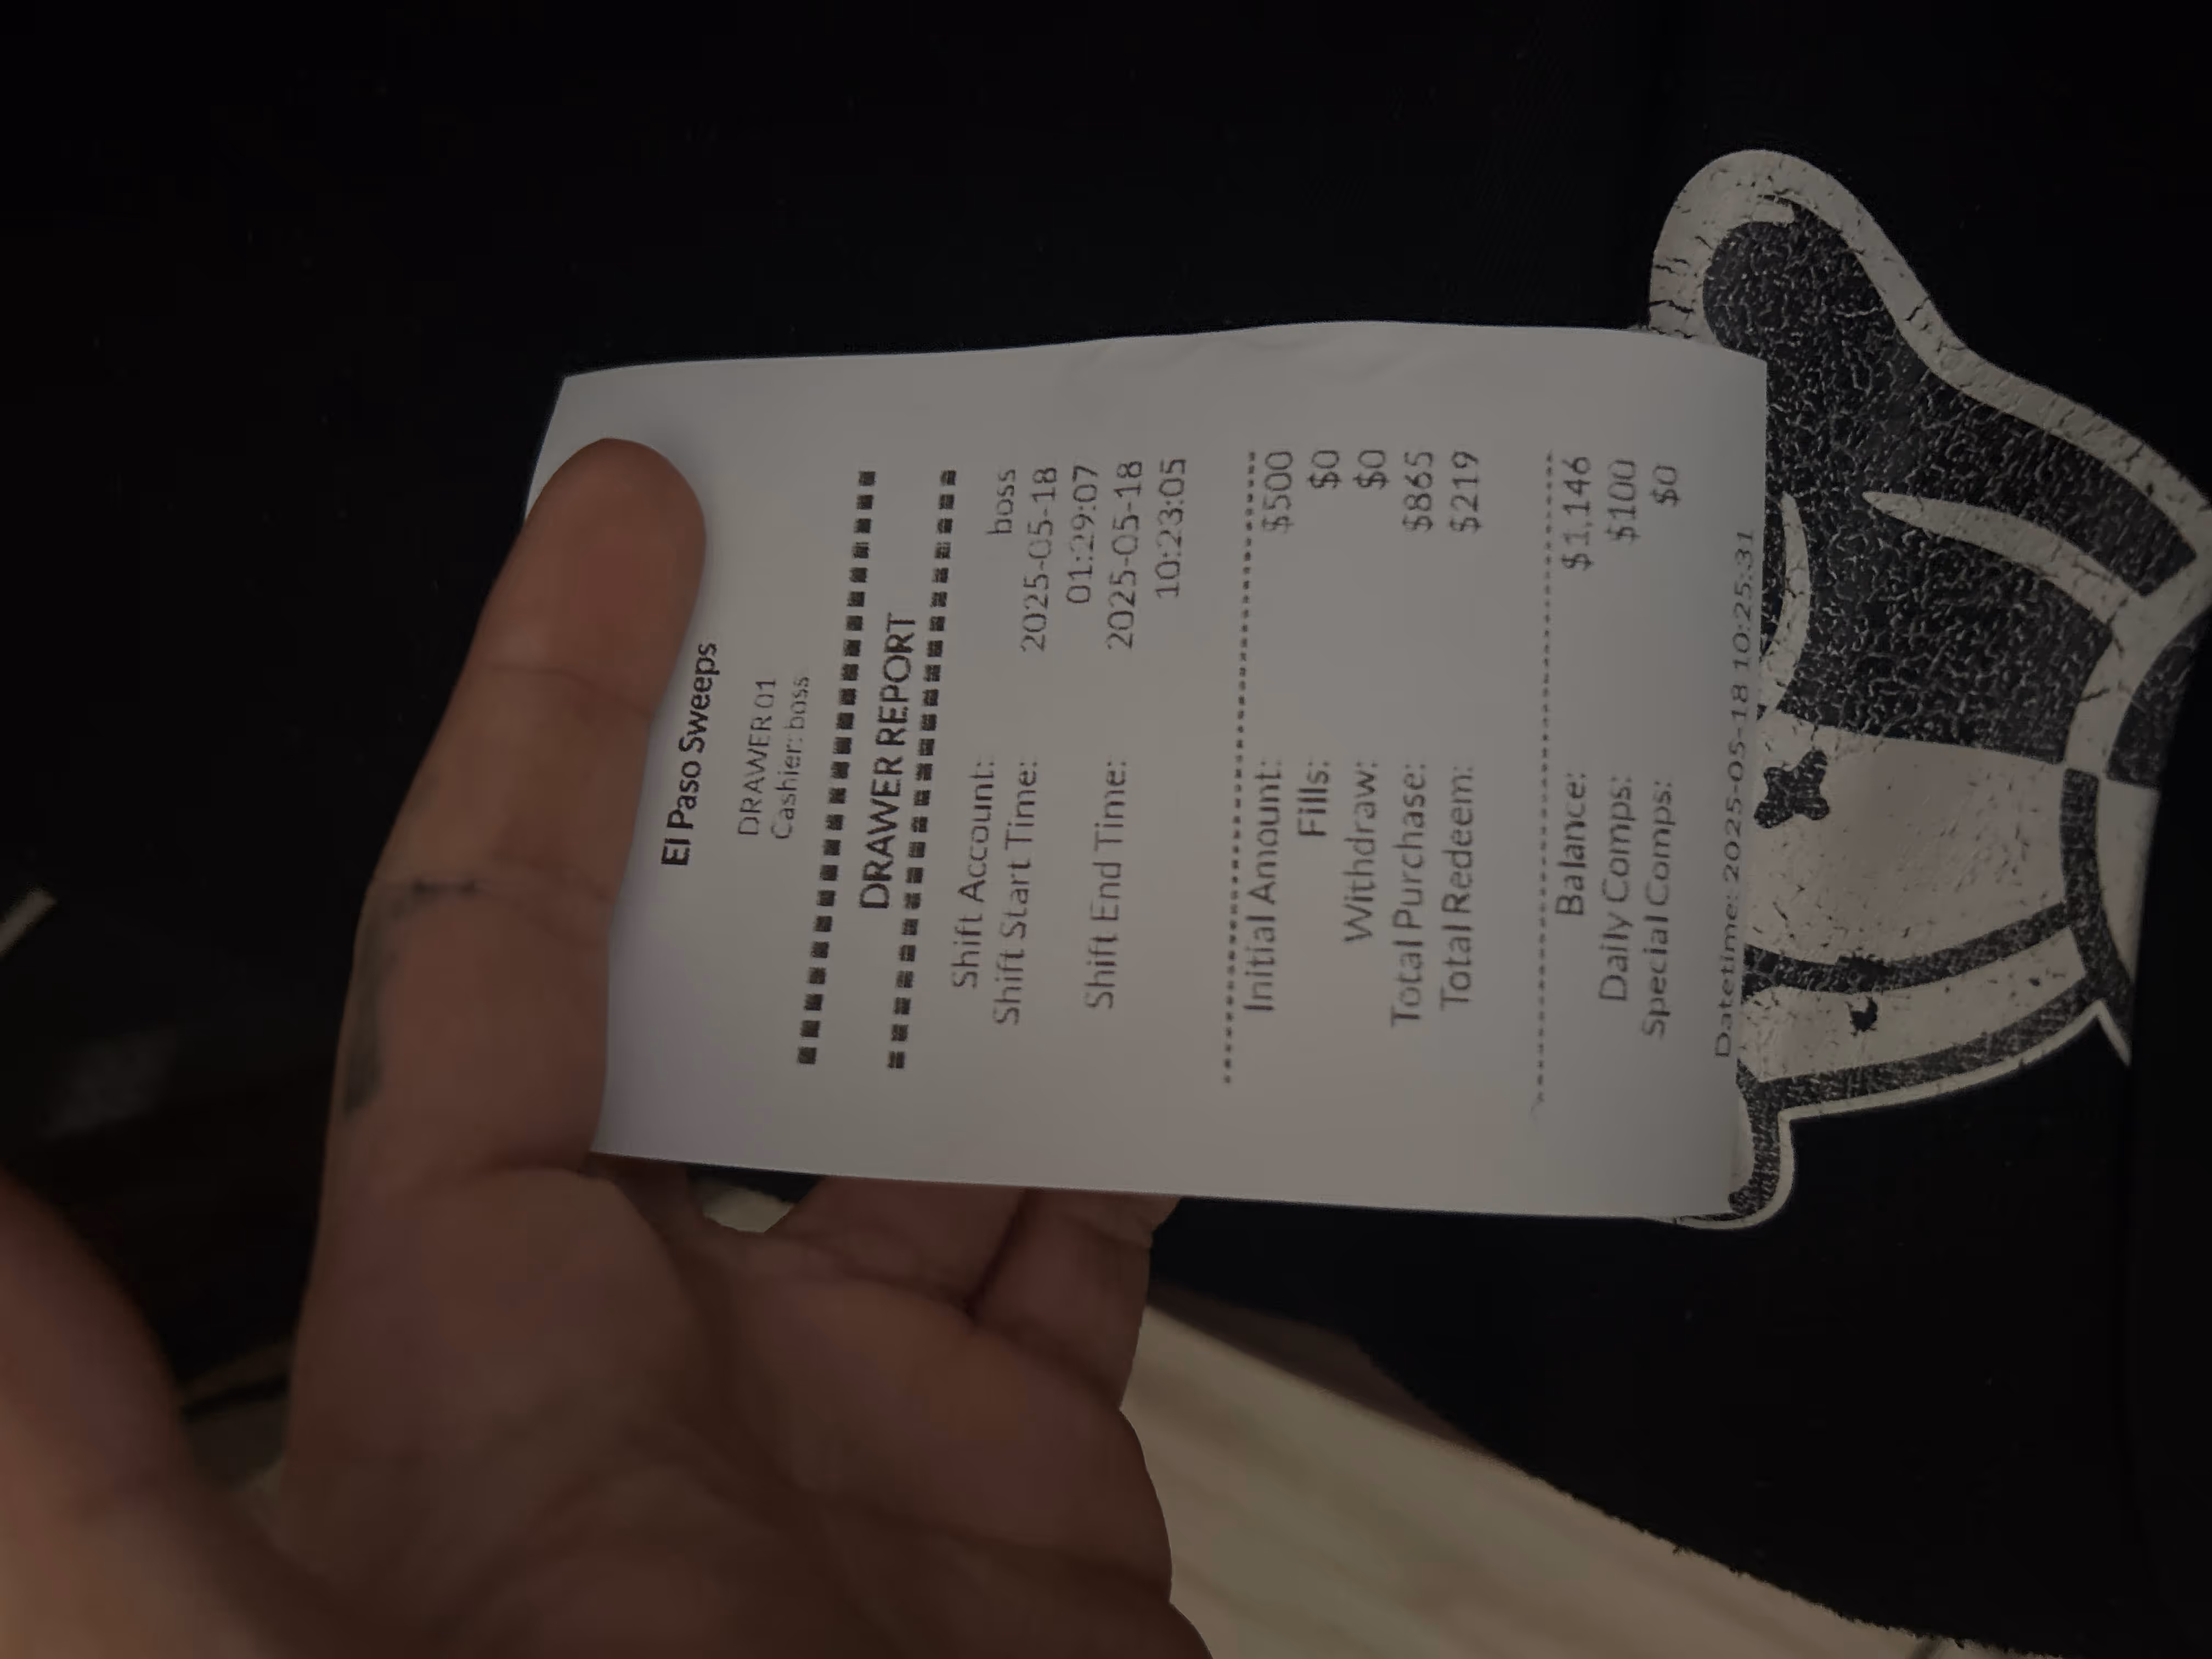 El Paso Sweeps
DRAWER 01
Cashier: boss
DRAWER REPORT
Shift Account: boss
Shift Start Time: 2025-05-18
01:29:07
Shift End Time: 2025-05-18
10:23:05
Initial Amount: $500
Fills: $0
Withdraw: $0
Total Purchase: $865
Total Redeem: $219
Balance: $1,146
Daily Comps: $100
Special Comps: $0
Datetime: 2025-05-18 10:25:31